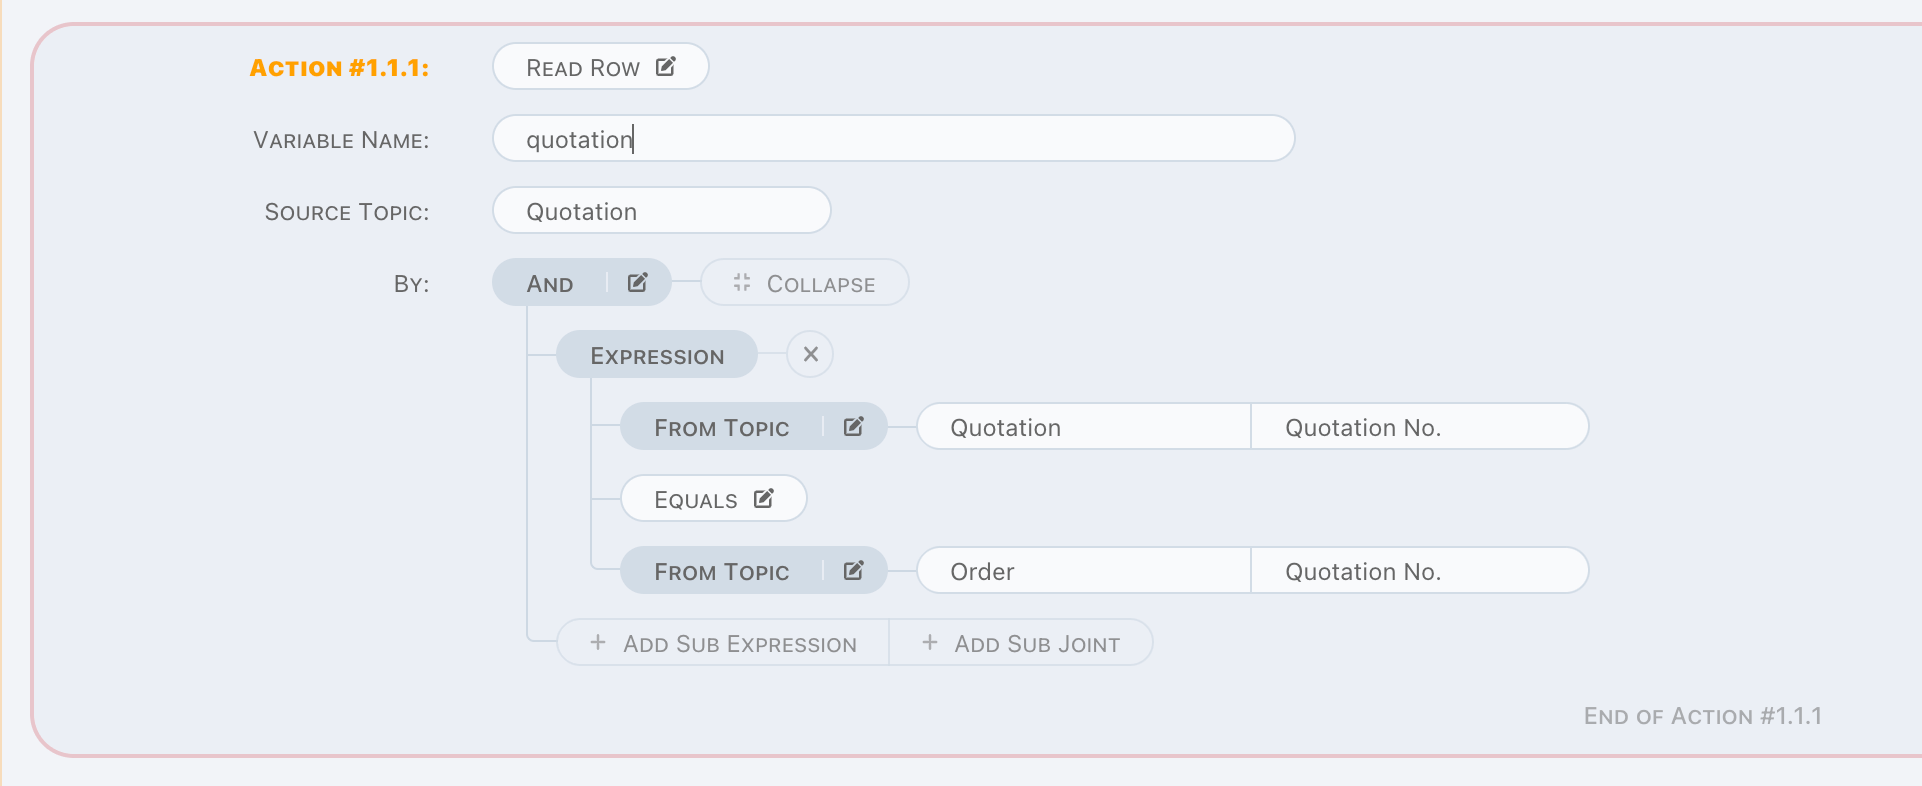 ACTION #1.1.1: READ ROW
VARIABLE NAME: quotation
SOURCE TOPIC: Quotation
BY: AND COLLAPSE
EXPRESSION
FROM TOPIC Quotation Quotation No.
EQUALS
FROM TOPIC Order Quotation No.
+ ADD SUB EXPRESSION + ADD SUB JOINT
END OF ACTION #1.1.1